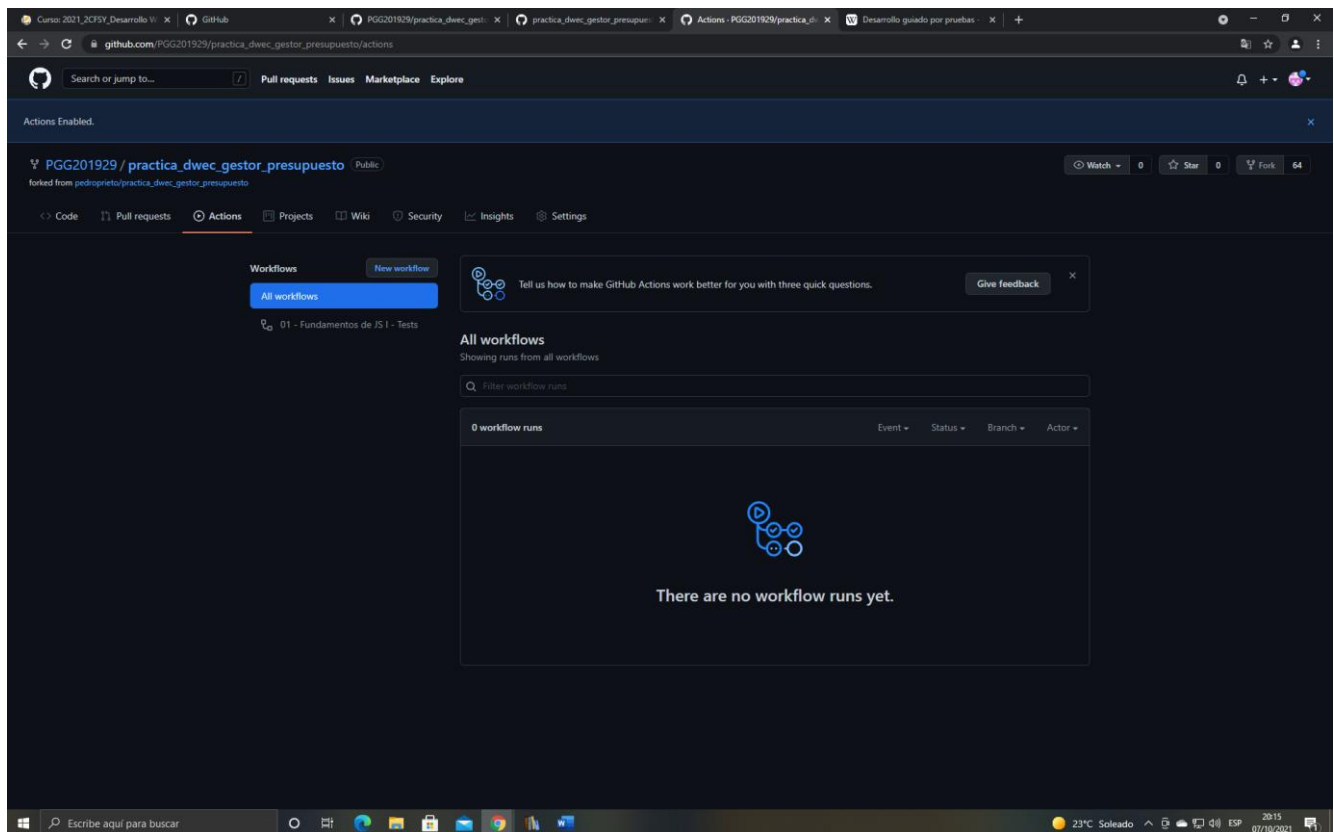 Curso: 2021_2CFSY_Desarrollo W
GitHub
PGG201929/practica_dwec_gesto
practica_dwec_gestor_presupuest
Actions · PGG201929/practica_dw
Desarrollo guiado por pruebas -
github.com/PGG201929/practica_dwec_gestor_presupuesto/actions
Search or jump to...
/
Pull requests Issues Marketplace Explore
Actions Enabled.
PGG201929 / practica_dwec_gestor_presupuesto Public
Watch 0 Star 0 Fork 64
forked from pedroprieto/practica_dwec_gestor_presupuesto
Code Pull requests Actions Projects Wiki Security Insights Settings
Workflows New workflow
All workflows
01 - Fundamentos de JS I - Tests
Tell us how to make GitHub Actions work better for you with three quick questions. Give feedback
All workflows
Showing runs from all workflows
Filter workflow runs
0 workflow runs Event Status Branch Actor
There are no workflow runs yet.
Escribe aquí para buscar
23°C Soleado ESP 20:15
07/10/2021